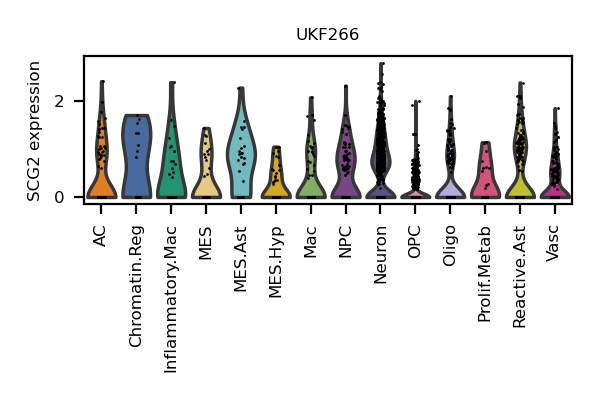 UKF266
SCG2 expression
2
0
AC
Chromatin.Reg
Inflammatory.Mac
MES
MES.Ast
MES.Hyp
Mac
NPC
Neuron
OPC
Oligo
Prolif.Metab
Reactive.Ast
Vasc